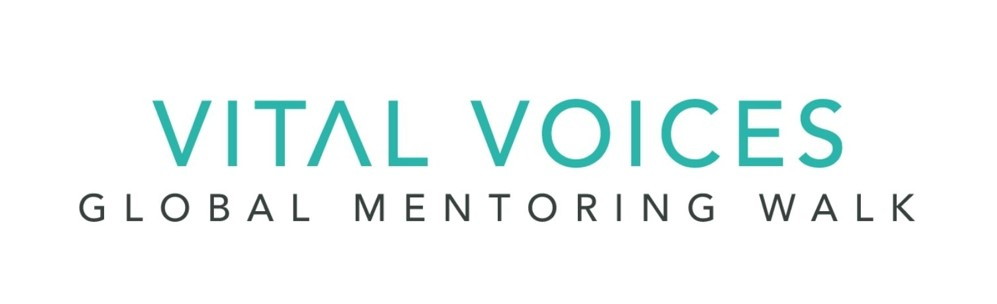 VITAL VOICES
GLOBAL MENTORING WALK